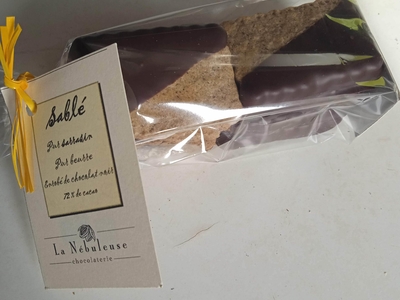 Sablé
Pur sarrasin
Pur beurre
Enrobé de chocolat noir
72 % de cacao
La Nébuleuse
chocolaterie